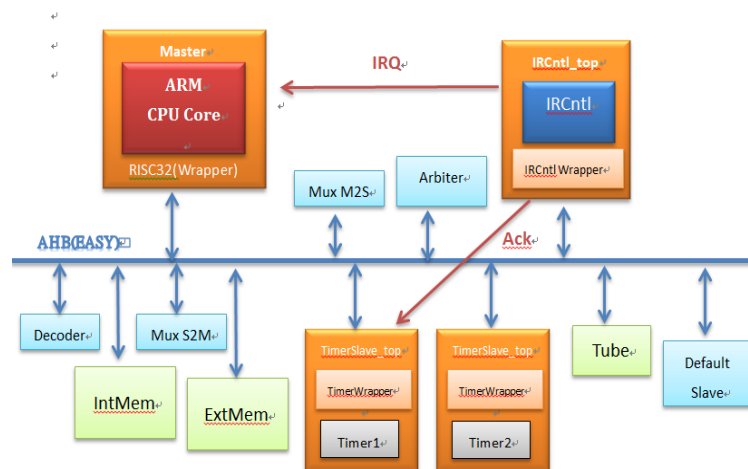 Master
ARM
CPU Core
RISC32(Wrapper)
IRQ
IRCntl_top
IRCntl
IRCntl Wrapper
Mux M2S
Arbiter
AHB(EASY)
Ack
Decoder
Mux S2M
IntMem
ExtMem
TimerSlave_top
TimerWrapper
Timer1
TimerSlave_top
TimerWrapper
Timer2
Tube
Default
Slave